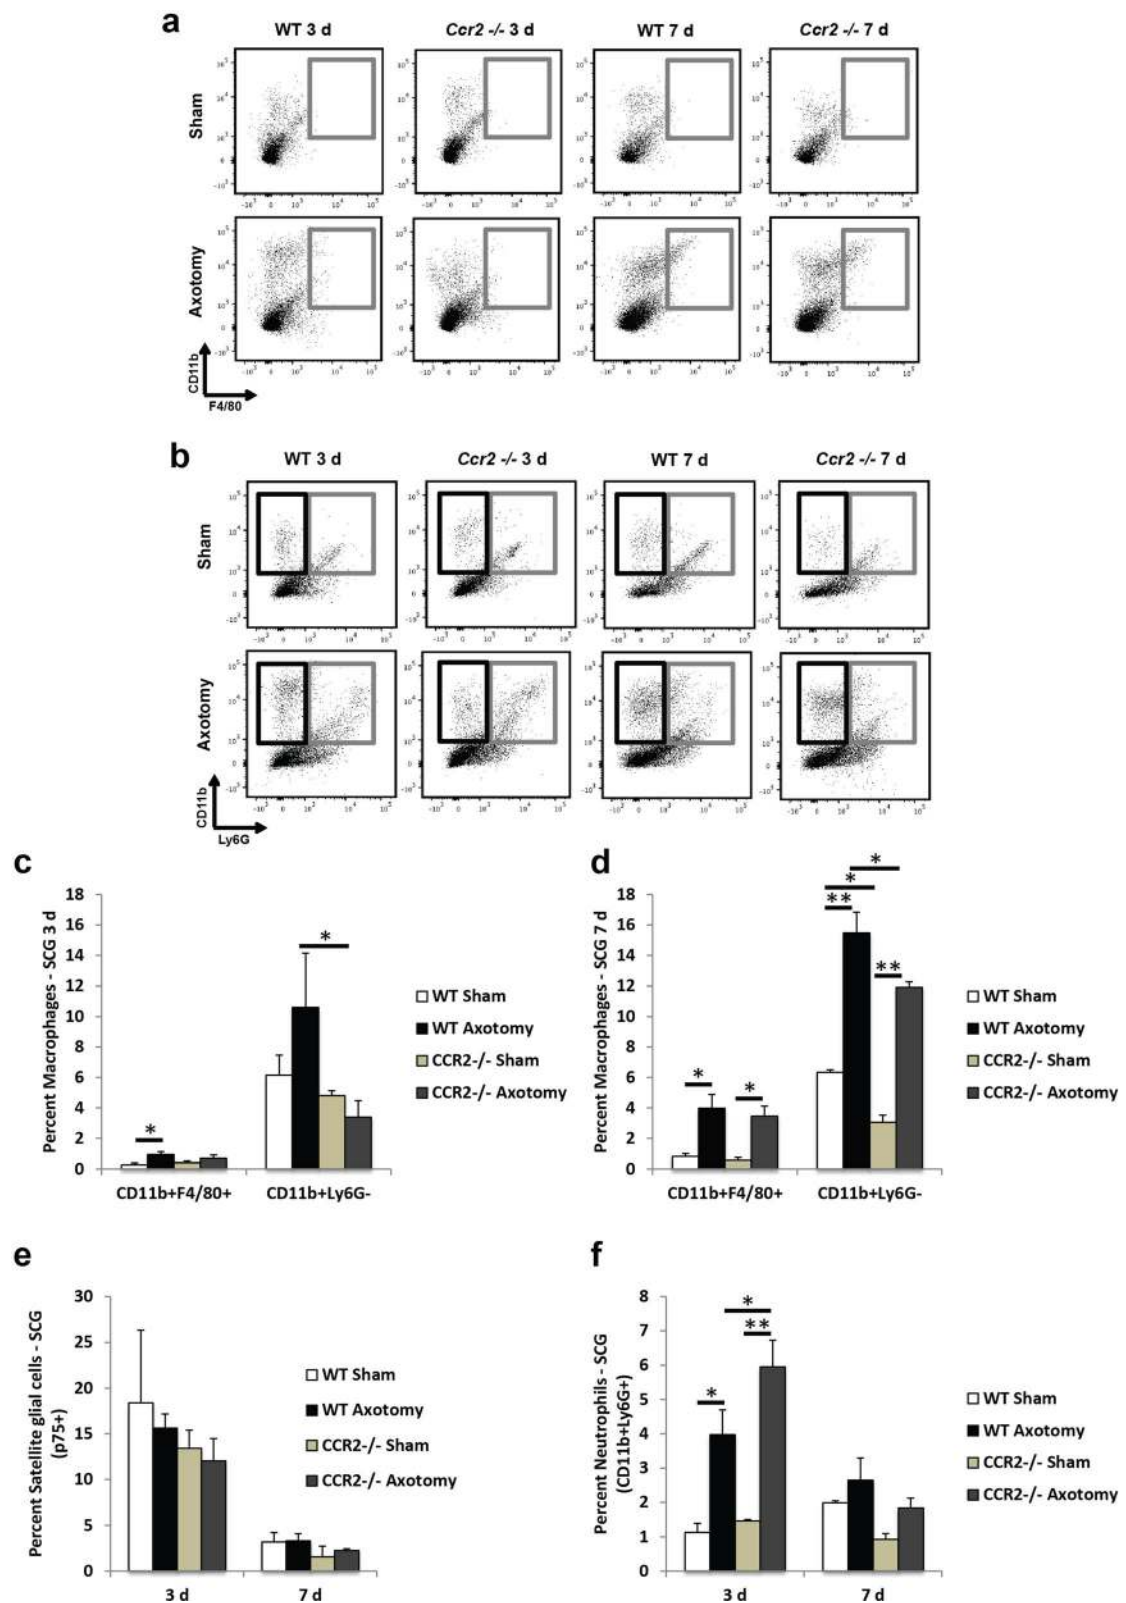 a
WT 3 d Ccr2 -/- 3 d WT 7 d Ccr2 -/- 7 d
Sham
Axotomy
CD11b
F4/80
b
WT 3 d Ccr2 -/- 3 d WT 7 d Ccr2 -/- 7 d
Sham
Axotomy
CD11b
Ly6G
c
Percent Macrophages - SCG 3 d
18
16
14
12
10
8
6
4
2
0
*
*
CD11b+F4/80+ CD11b+Ly6G-
WT Sham
WT Axotomy
CCR2-/- Sham
CCR2-/- Axotomy
d
Percent Macrophages - SCG 7 d
18
16
14
12
10
8
6
4
2
0
*
*
**
**
*
*
CD11b+F4/80+ CD11b+Ly6G-
WT Sham
WT Axotomy
CCR2-/- Sham
CCR2-/- Axotomy
e
Percent Satellite glial cells - SCG
(p75+)
30
25
20
15
10
5
0
3 d 7 d
WT Sham
WT Axotomy
CCR2-/- Sham
CCR2-/- Axotomy
f
Percent Neutrophils - SCG
(CD11b+Ly6G+)
8
7
6
5
4
3
2
1
0
*
**
*
3 d 7 d
WT Sham
WT Axotomy
CCR2-/- Sham
CCR2-/- Axotomy